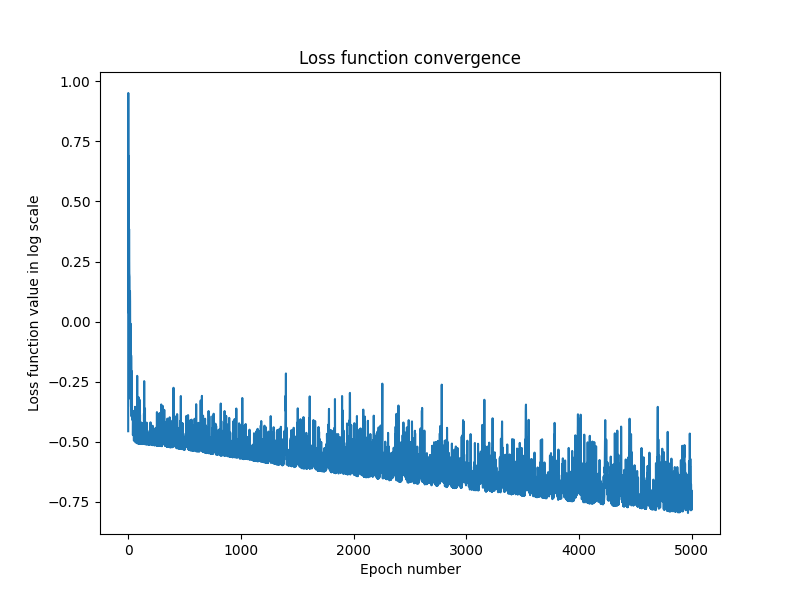 Loss function convergence
1.00
0.75
0.50
0.25
0.00
−0.25
−0.50
−0.75
Loss function value in log scale
0 1000 2000 3000 4000 5000
Epoch number